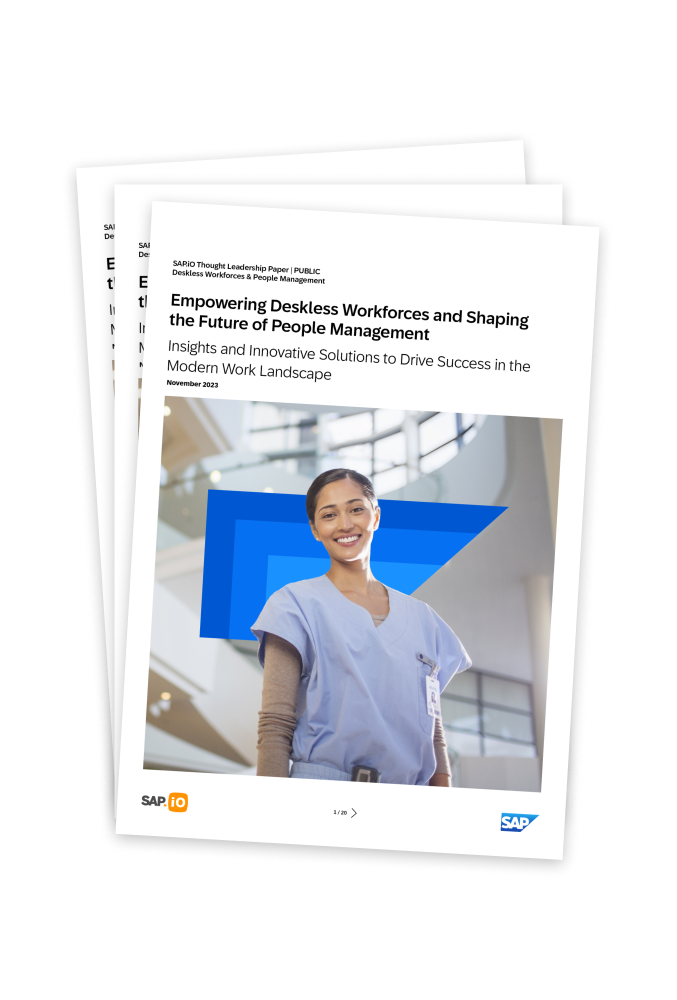 SAP.iO Thought Leadership Paper | PUBLIC
Deskless Workforces & People Management
Empowering Deskless Workforces and Shaping
the Future of People Management
Insights and Innovative Solutions to Drive Success in the
Modern Work Landscape
November 2023
SAP.iO
1 / 20
SAP